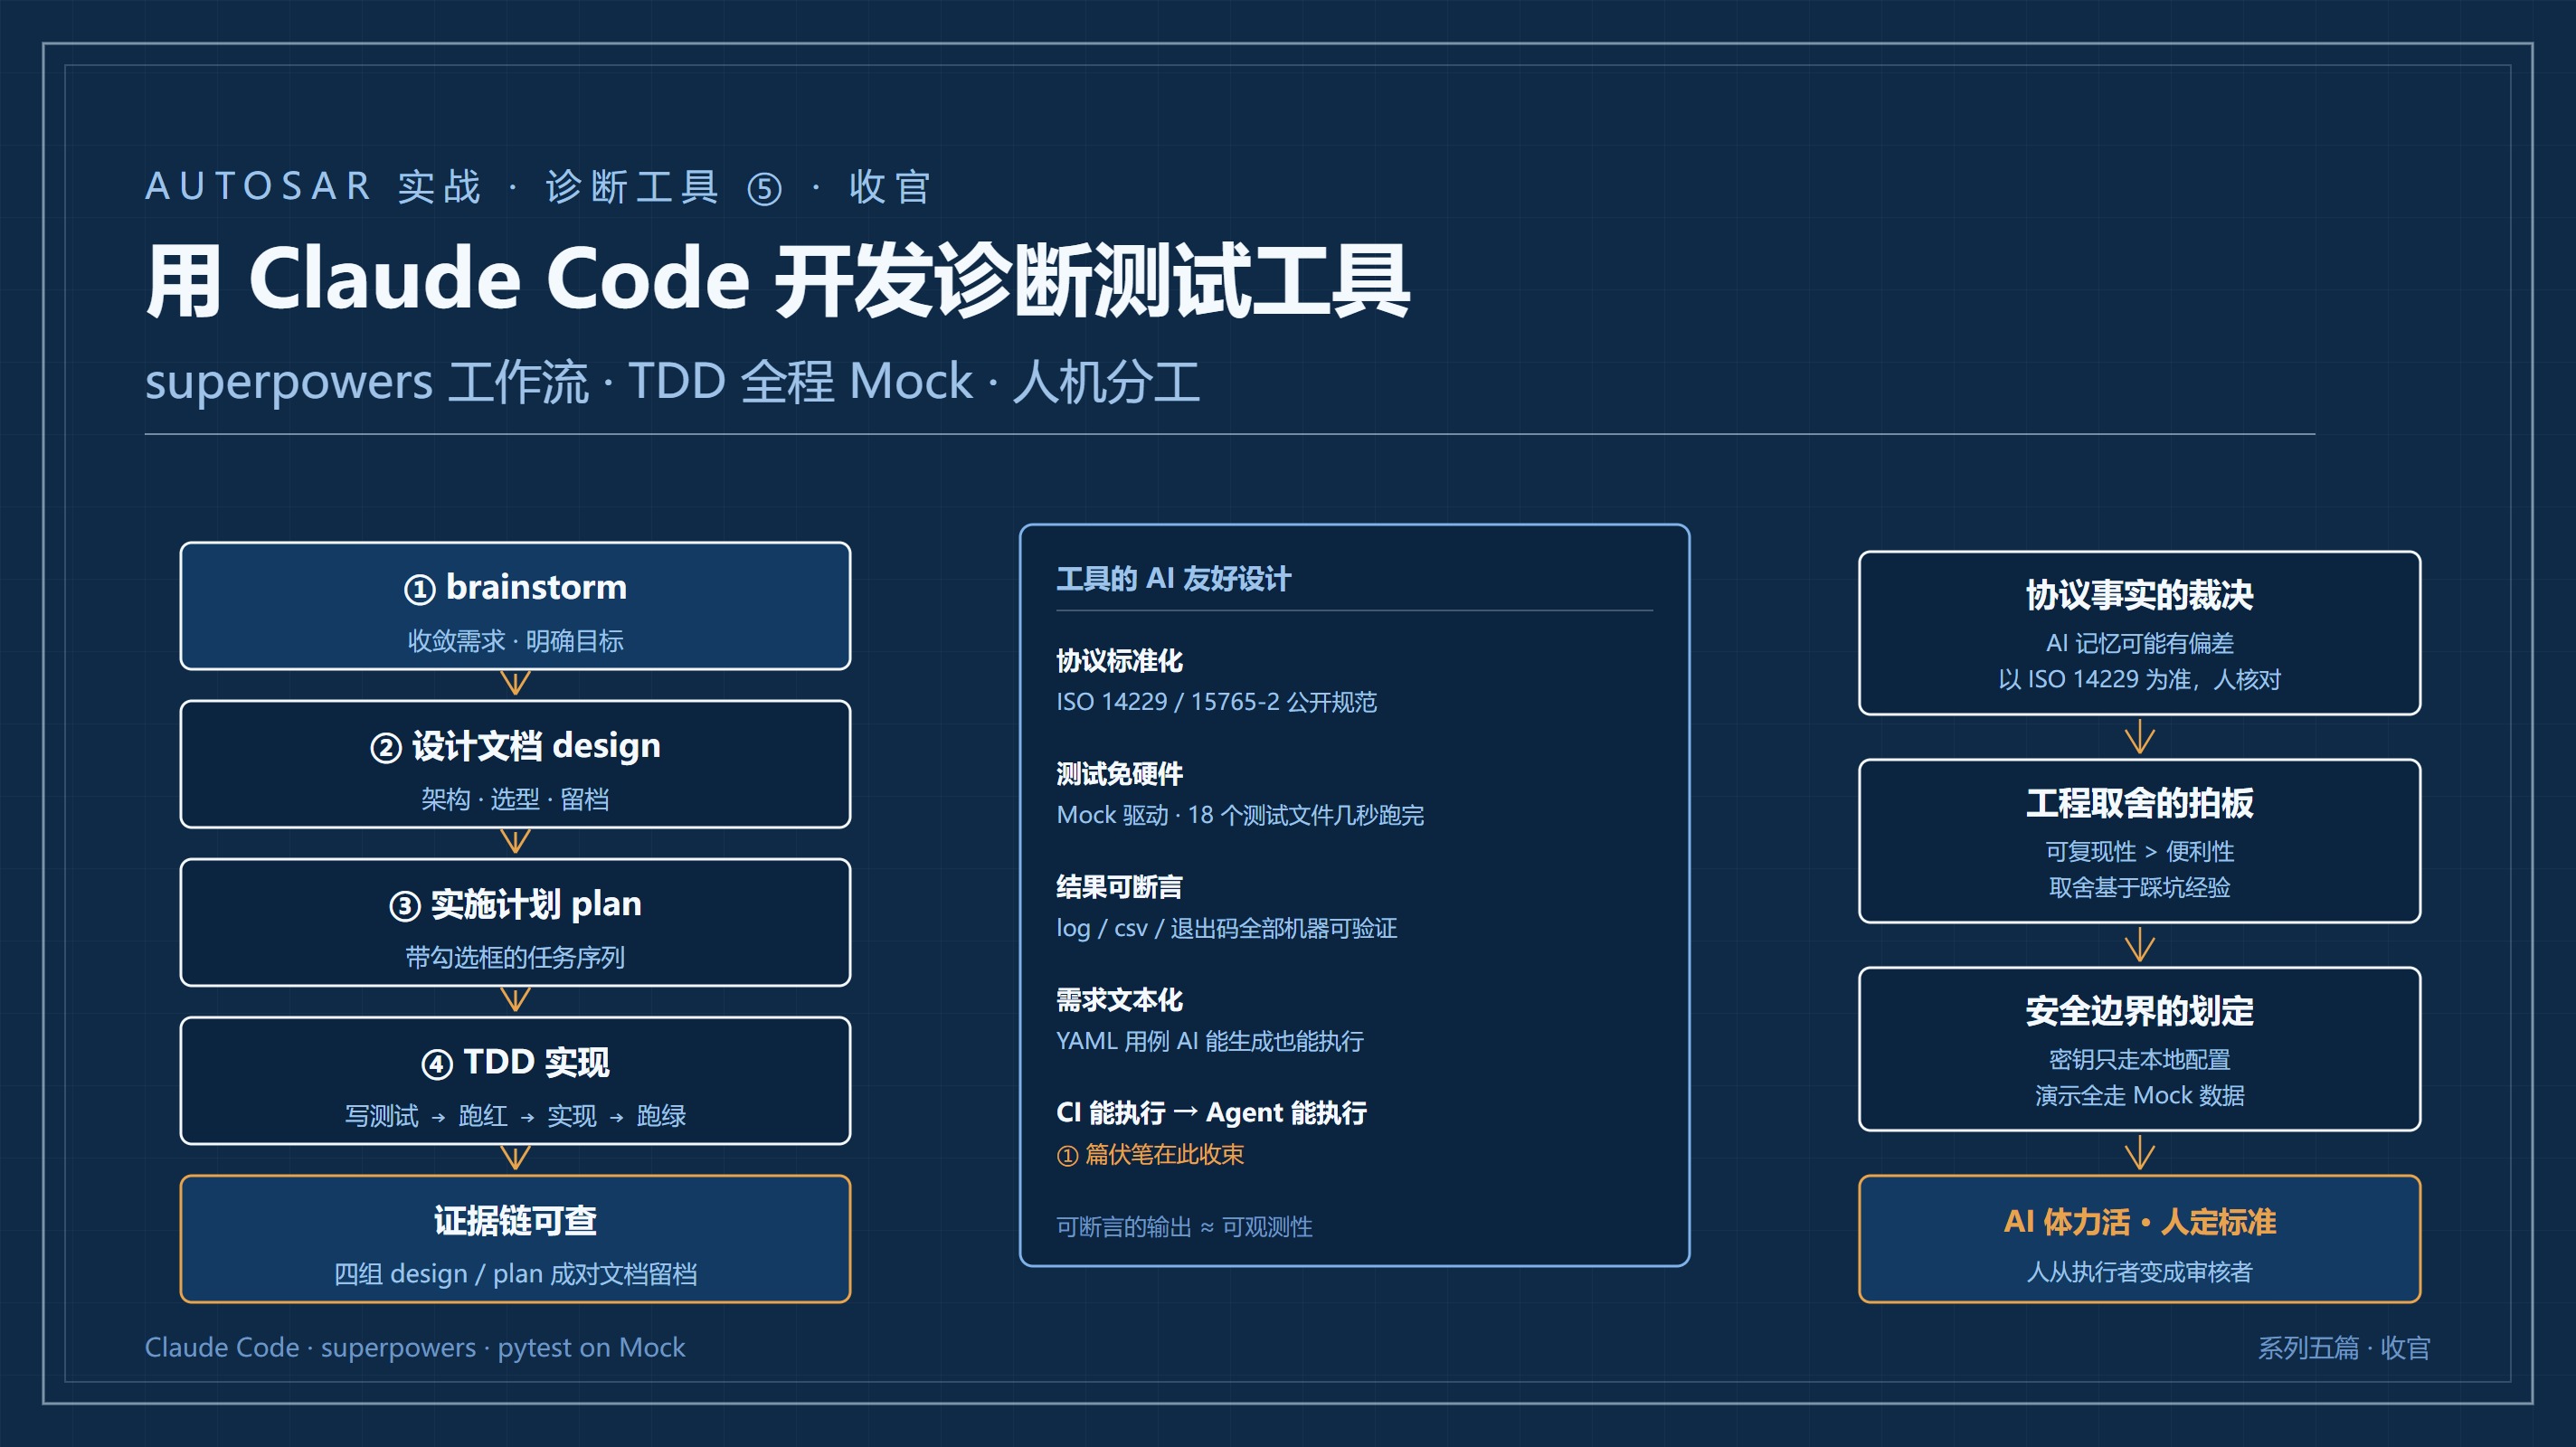 AUTOSAR 实战 · 诊断工具 ⑤ · 收官
用 Claude Code 开发诊断测试工具
superpowers 工作流 · TDD 全程 Mock · 人机分工
① brainstorm
收敛需求 · 明确目标
② 设计文档 design
架构 · 选型 · 留档
③ 实施计划 plan
带勾选框的任务序列
④ TDD 实现
写测试 → 跑红 → 实现 → 跑绿
证据链可查
四组 design / plan 成对文档留档
工具的 AI 友好设计
协议标准化
ISO 14229 / 15765-2 公开规范
测试免硬件
Mock 驱动 · 18 个测试文件几秒跑完
结果可断言
log / csv / 退出码全部机器可验证
需求文本化
YAML 用例 AI 能生成也能执行
CI 能执行 → Agent 能执行
① 篇伏笔在此收束
可断言的输出 ≈ 可观测性
协议事实的裁决
AI 记忆可能有偏差
以 ISO 14229 为准，人核对
工程取舍的拍板
可复现性 > 便利性
取舍基于踩坑经验
安全边界的划定
密钥只走本地配置
演示全走 Mock 数据
AI 体力活 · 人定标准
人从执行者变成审核者
Claude Code · superpowers · pytest on Mock
系列五篇 · 收官